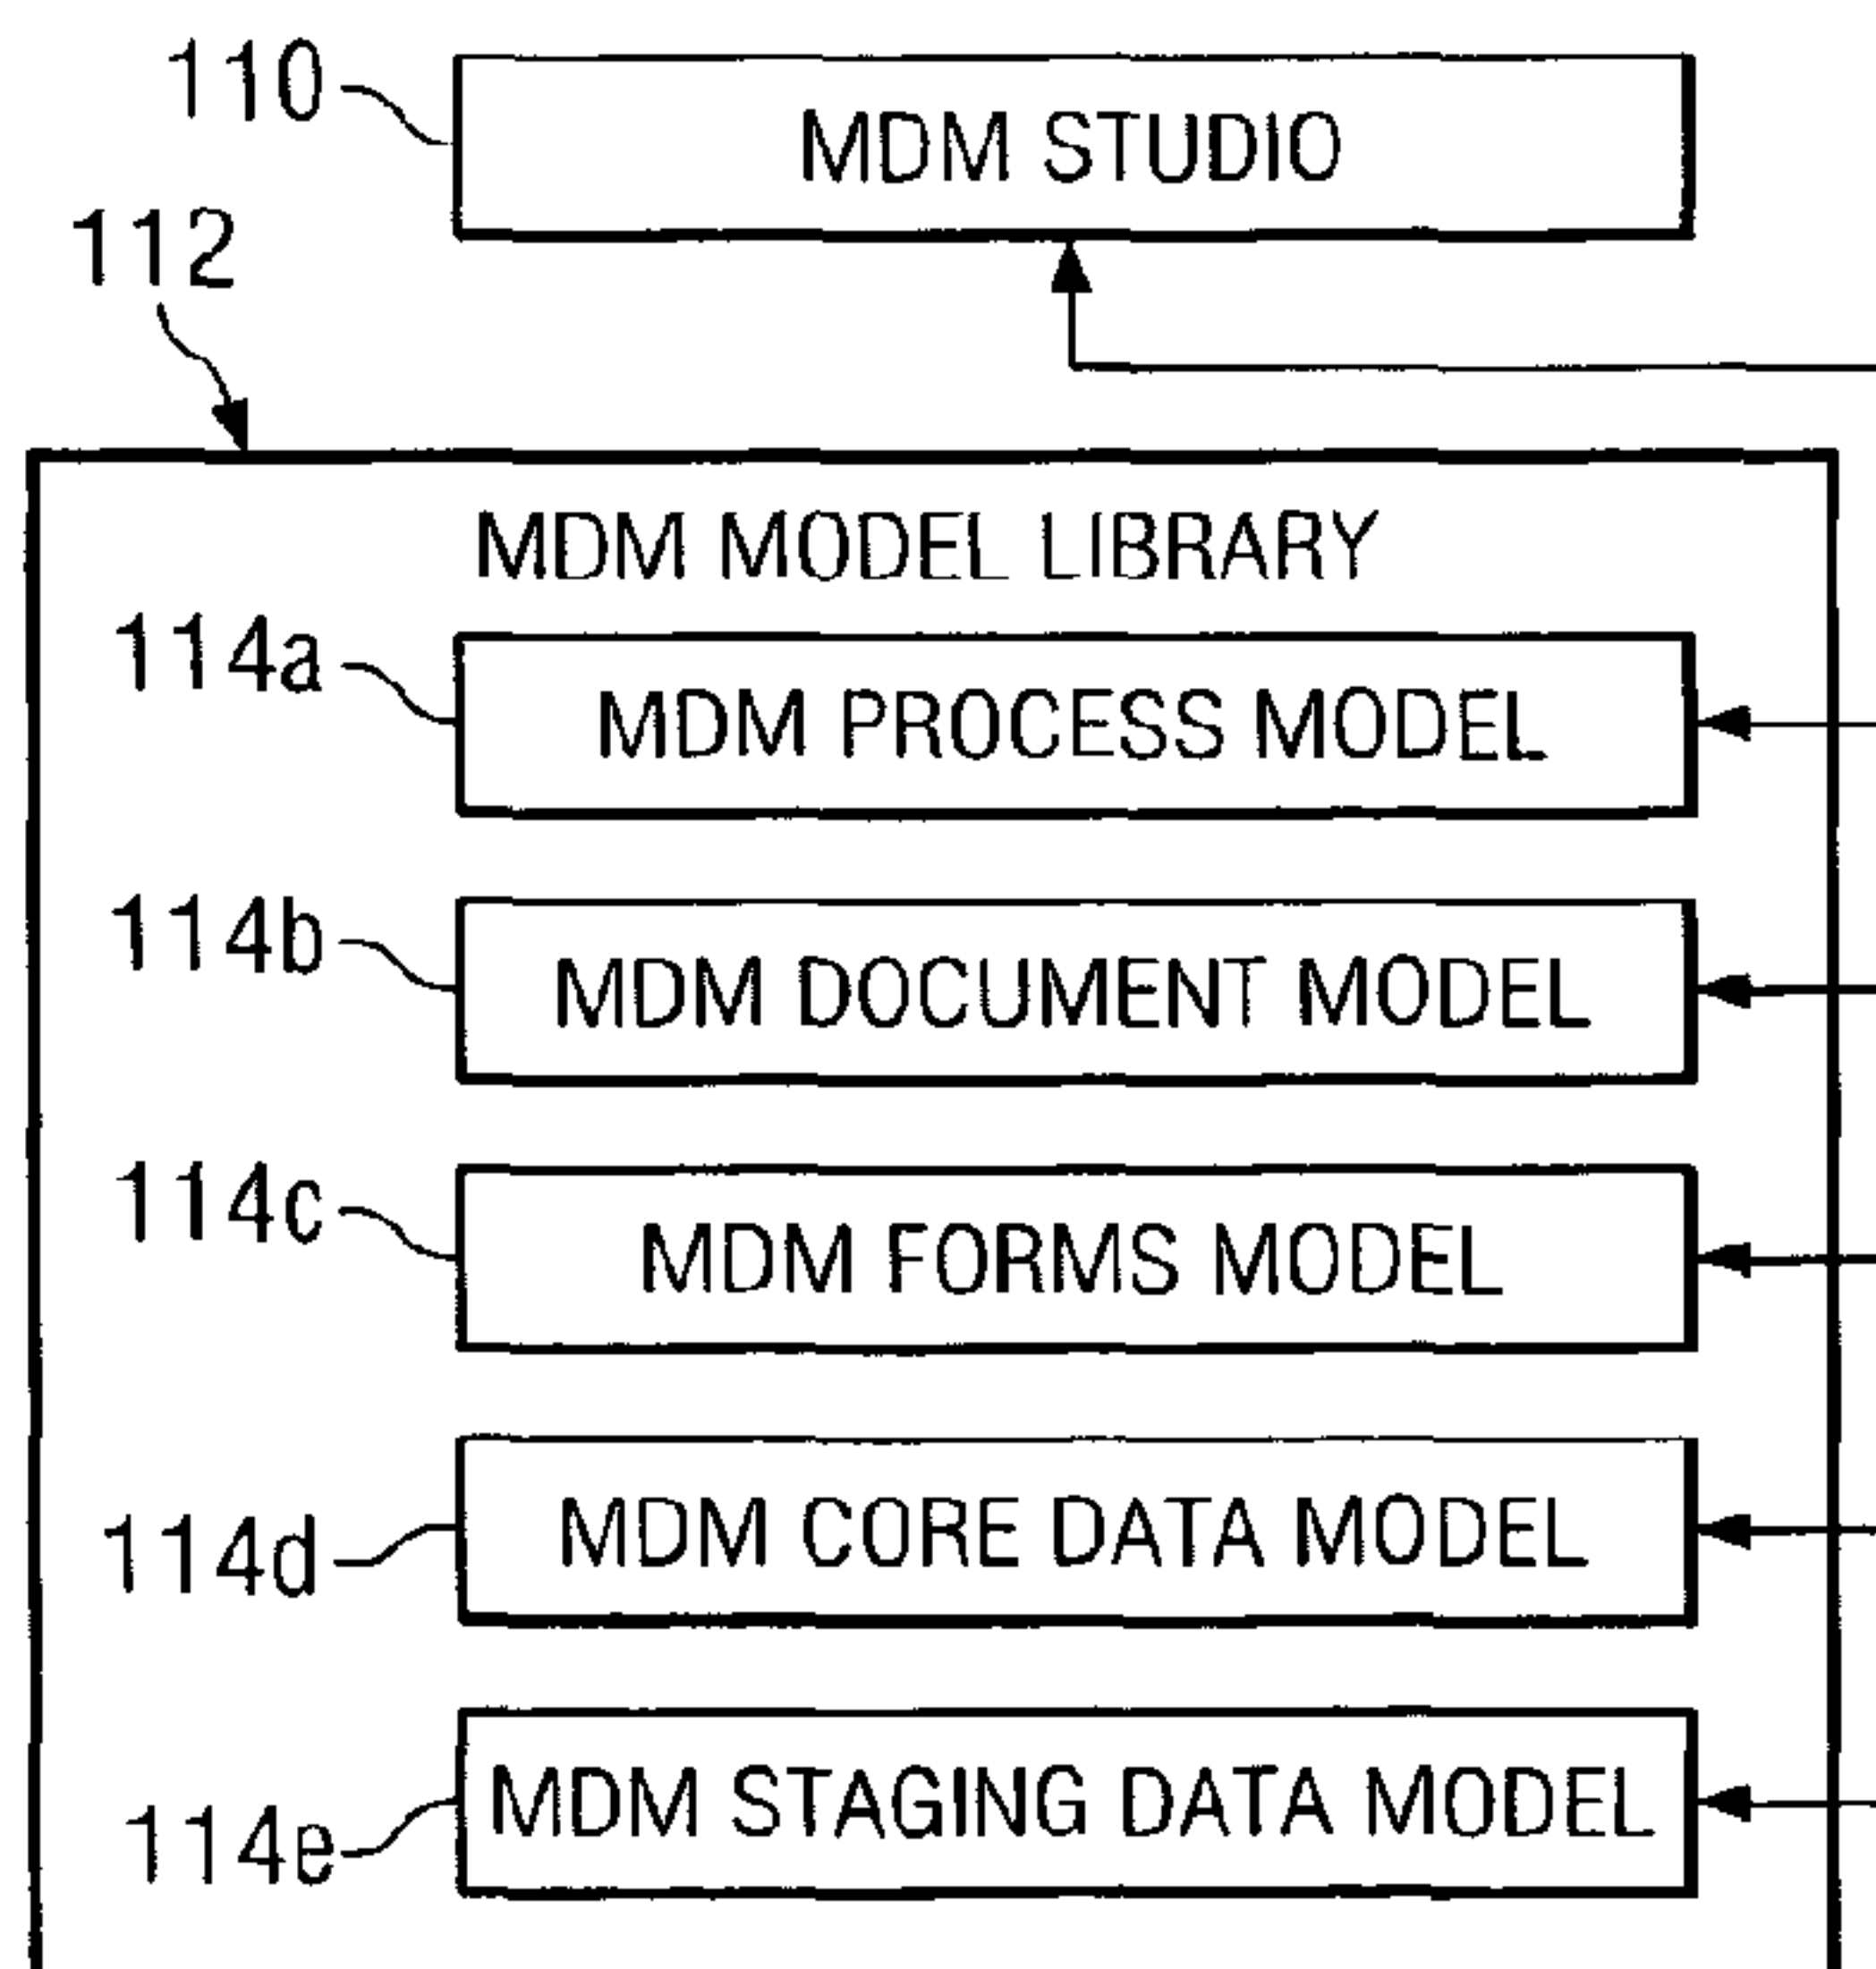 110
MDM STUDIO
112
MDM MODEL LIBRARY
114a
MDM PROCESS MODEL
114b
MDM DOCUMENT MODEL
114c
MDM FORMS MODEL
114d
MDM CORE DATA MODEL
114e
MDM STAGING DATA MODEL